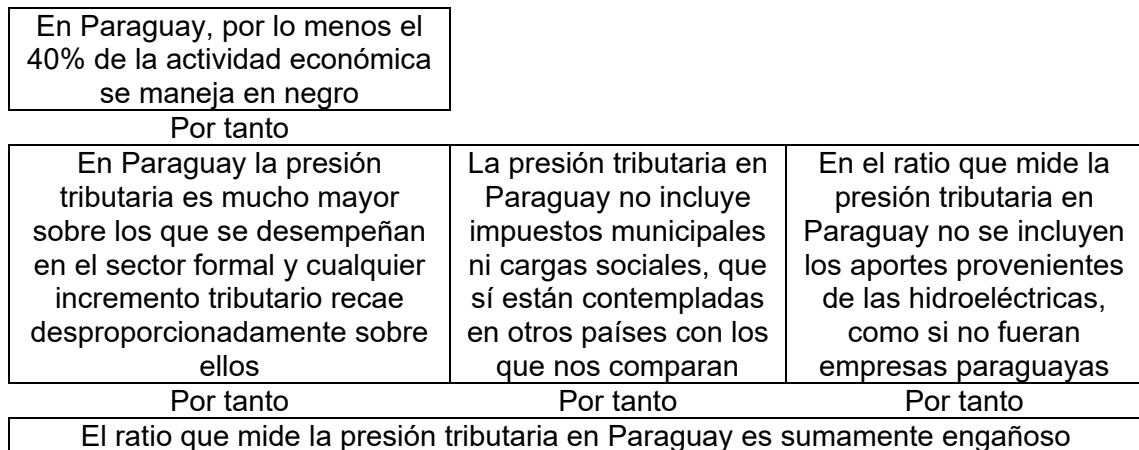 En Paraguay, por lo menos el
40% de la actividad económica
se maneja en negro
Por tanto
En Paraguay la presión
tributaria es mucho mayor
sobre los que se desempeñan
en el sector formal y cualquier
incremento tributario recae
desproporcionadamente sobre
ellos
La presión tributaria en
Paraguay no incluye
impuestos municipales
ni cargas sociales, que
sí están contempladas
en otros países con los
que nos comparan
En el ratio que mide la
presión tributaria en
Paraguay no se incluyen
los aportes provenientes
de las hidroeléctricas,
como si no fueran
empresas paraguayas
Por tanto
Por tanto
Por tanto
El ratio que mide la presión tributaria en Paraguay es sumamente engañoso